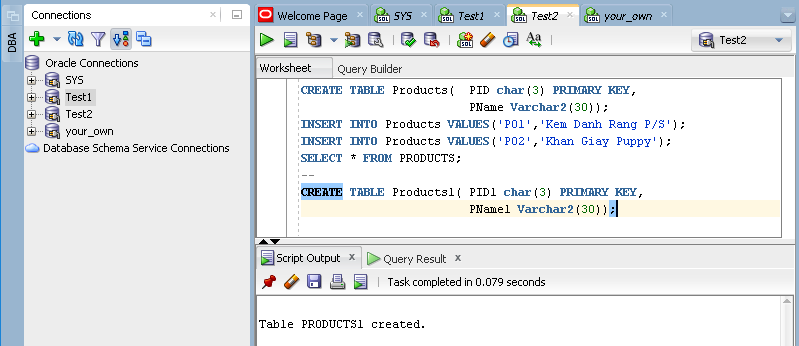 Connections
DBA
Oracle Connections
SYS
Test1
Test2
your_own
Database Schema Service Connections
Welcome Page
SYS
Test1
Test2
your_own
Test2
Worksheet
Query Builder
CREATE TABLE Products( PID char(3) PRIMARY KEY,
PName Varchar2(30));
INSERT INTO Products VALUES('P01','Kem Danh Rang P/S');
INSERT INTO Products VALUES('P02','Khan Giay Puppy');
SELECT * FROM PRODUCTS;
--
CREATE TABLE Products1( PID1 char(3) PRIMARY KEY,
PName1 Varchar2(30));
Script Output
Query Result
Task completed in 0.079 seconds
Table PRODUCTS1 created.